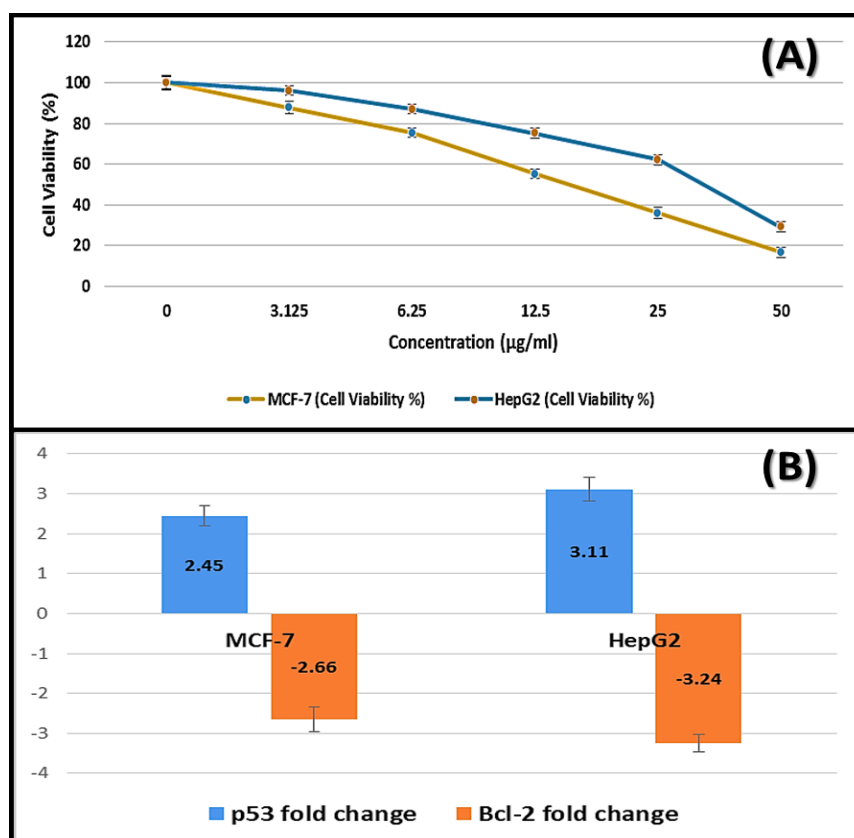 (A)
Cell Viability (%)
120
100
80
60
40
20
0
0 3.125 6.25 12.5 25 50
Concentration (µg/ml)
MCF-7 (Cell Viability %) HepG2 (Cell Viability %)
(B)
4
3
2
1
0
-1
-2
-3
-4
2.45 3.11
MCF-7 HepG2
-2.66 -3.24
p53 fold change Bcl-2 fold change